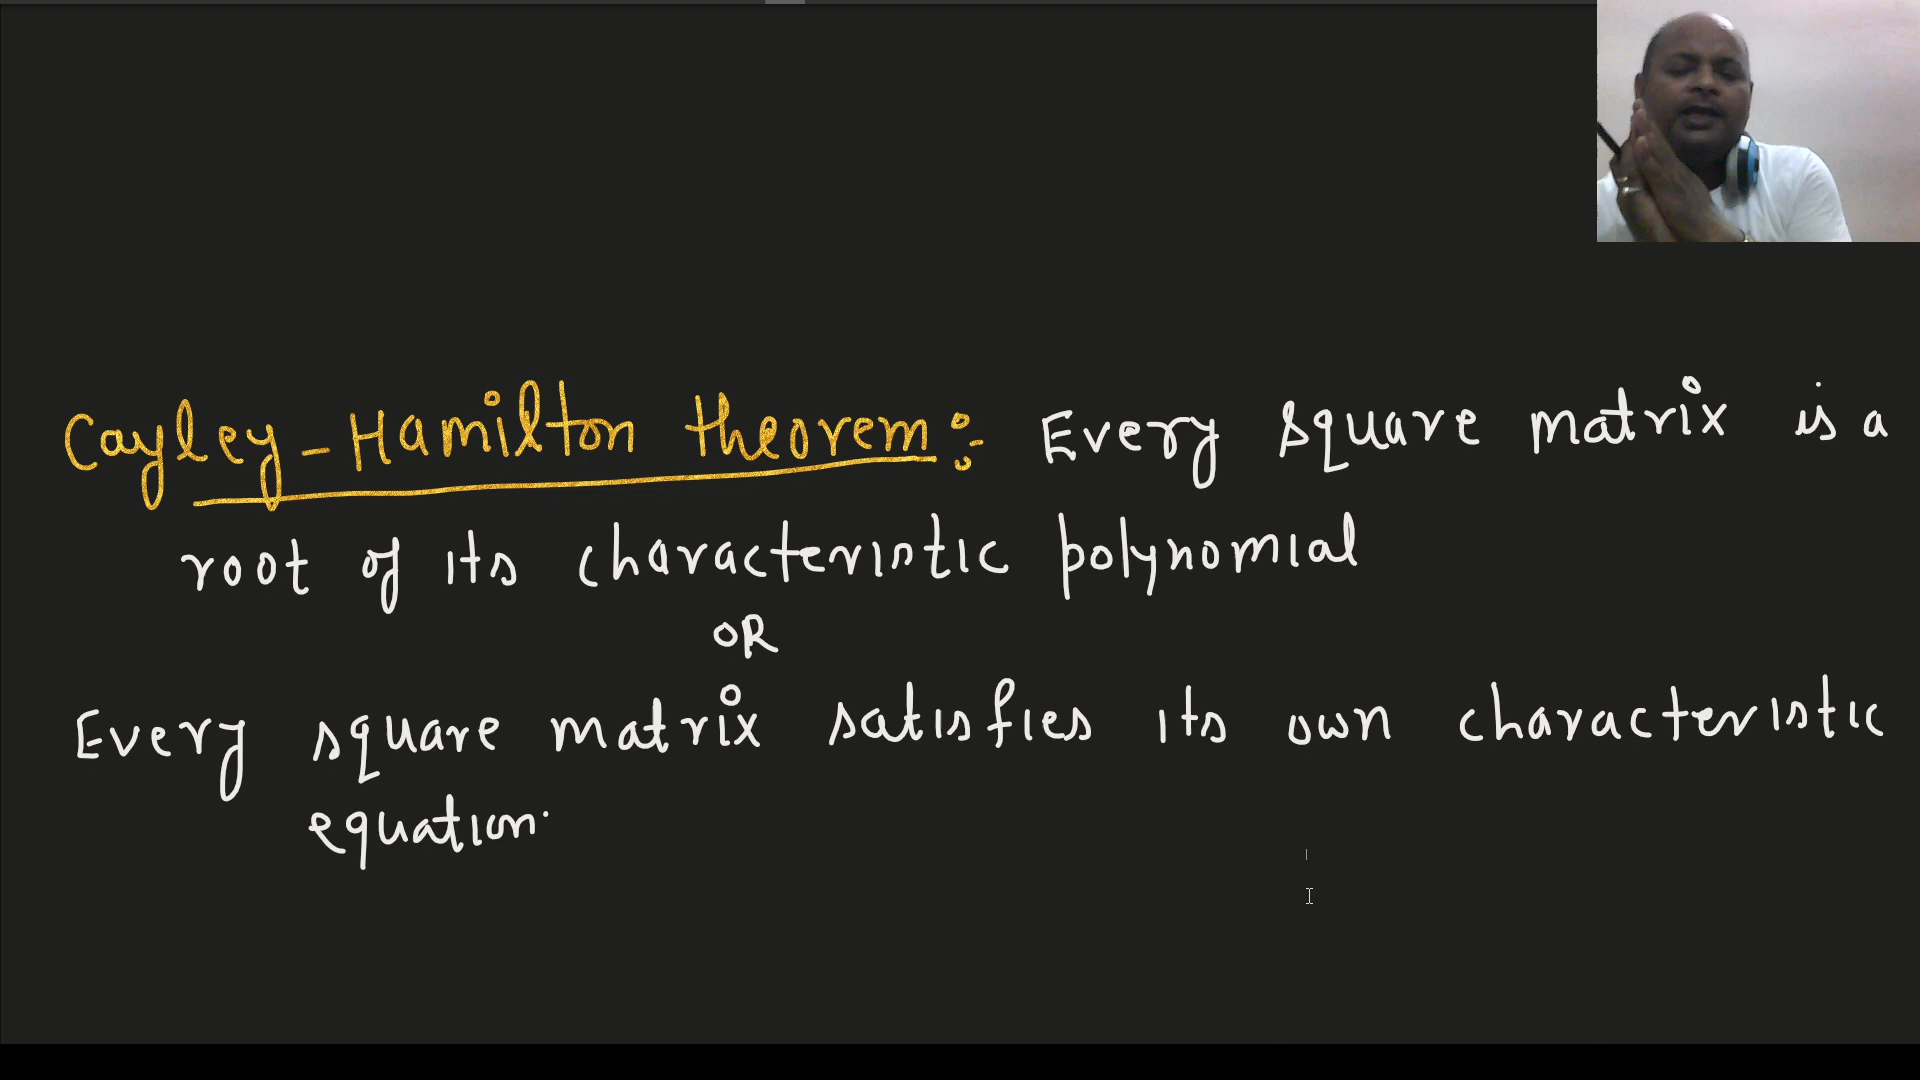 Cayley-Hamilton theorem:- Every square matrix is a
root of its characteristic polynomial
OR
Every square matrix satisfies its own characteristic
equation.